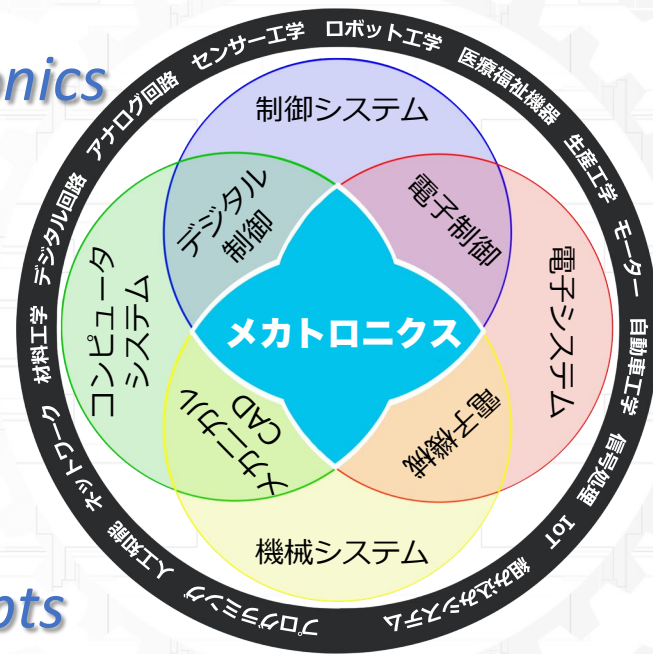 センサー工学
ロボット工学
医療福祉機器
生産工学
モーター
自動車工学
信号処理
IoT
組み込みシステム
プログラミング
人工知能
ネットワーク
材料工学
デジタル回路
アナログ回路
nics
制御システム
デジタル
制御
電子制御
コンピュータ
システム
電子システム
メカトロニクス
メカニカル
CAD
電子機械
機械システム
pts